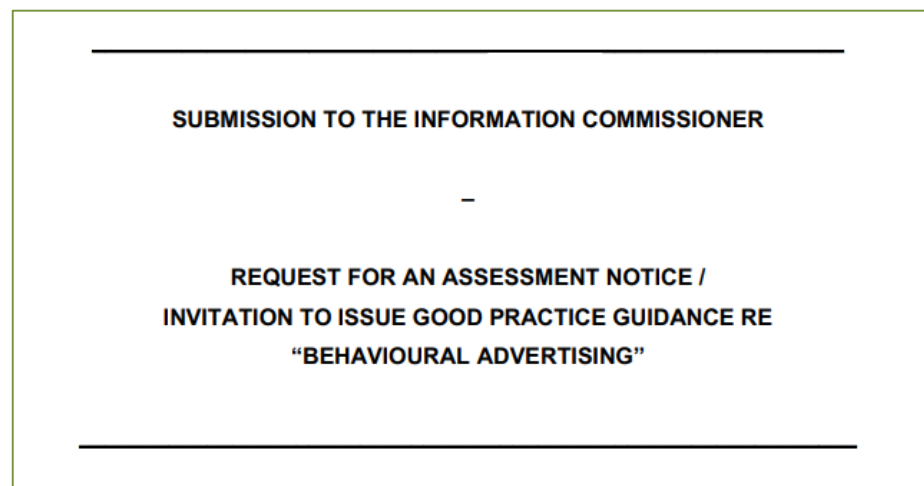 SUBMISSION TO THE INFORMATION COMMISSIONER
–
REQUEST FOR AN ASSESSMENT NOTICE /
INVITATION TO ISSUE GOOD PRACTICE GUIDANCE RE
“BEHAVIOURAL ADVERTISING”